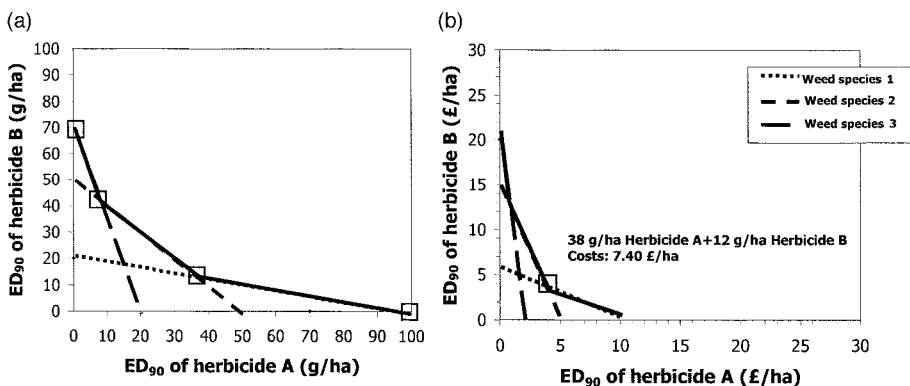 (a)
100
90
80
70
60
50
40
30
20
10
0
ED90 of herbicide B (g/ha)
0 10 20 30 40 50 60 70 80 90 100
ED90 of herbicide A (g/ha)
(b)
30
25
20
15
10
5
0
ED90 of herbicide B (£/ha)
Weed species 1
Weed species 2
Weed species 3
38 g/ha Herbicide A+12 g/ha Herbicide B
Costs: 7.40 £/ha
0 5 10 15 20 25 30
ED90 of herbicide A (£/ha)